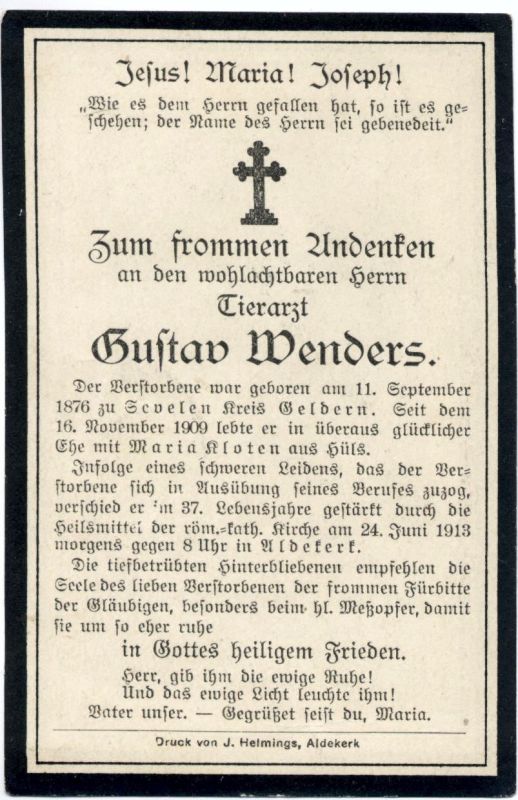 Jesus! Maria! Joseph!
„Wie es dem Herrn gefallen hat, so ist es ge-
schehen; der Name des Herrn sei gebenedeit.“
Zum frommen Andenken
an den wohlachtbaren Herrn
Tierarzt
Gustav Wenders.
Der Verstorbene war geboren am 11. September
1876 zu Sevelen Kreis Geldern. Seit dem
16. November 1909 lebte er in überaus glücklicher
Ehe mit Maria Kloten aus Hüls.
Infolge eines schweren Leidens, das der Ver-
storbene sich in Ausübung seines Berufes zuzog,
verschied er im 37. Lebensjahre gestärkt durch die
Heilsmittel der röm.-kath. Kirche am 24. Juni 1913
morgens gegen 8 Uhr in Aldekerk.
Die tiefbetrübten Hinterbliebenen empfehlen die
Seele des lieben Verstorbenen der frommen Fürbitte
der Gläubigen, besonders beim hl. Meßopfer, damit
sie um so eher ruhe
in Gottes heiligem Frieden.
Herr, gib ihm die ewige Ruhe!
Und das ewige Licht leuchte ihm!
Vater unser. — Gegrüßet seist du, Maria.
Druck von J. Helmings, Aldekerk